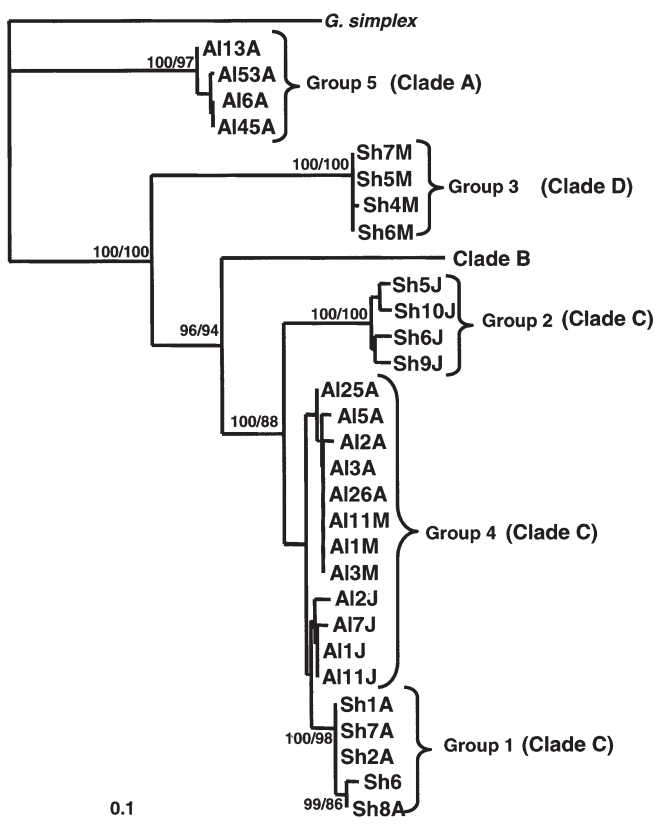 G. simplex
Al13A
100/97
Al53A
Group 5 (Clade A)
Al6A
Al45A
Sh7M
100/100
Sh5M
Group 3 (Clade D)
Sh4M
Sh6M
100/100
Clade B
Sh5J
100/100
Sh10J
Group 2 (Clade C)
96/94
Sh6J
Sh9J
Al25A
Al5A
100/88
Al2A
Al3A
Al26A
Al11M
Group 4 (Clade C)
Al1M
Al3M
Al2J
Al7J
Al1J
Al11J
Sh1A
Sh7A
100/98
Group 1 (Clade C)
Sh2A
Sh6
99/86
Sh8A
0.1